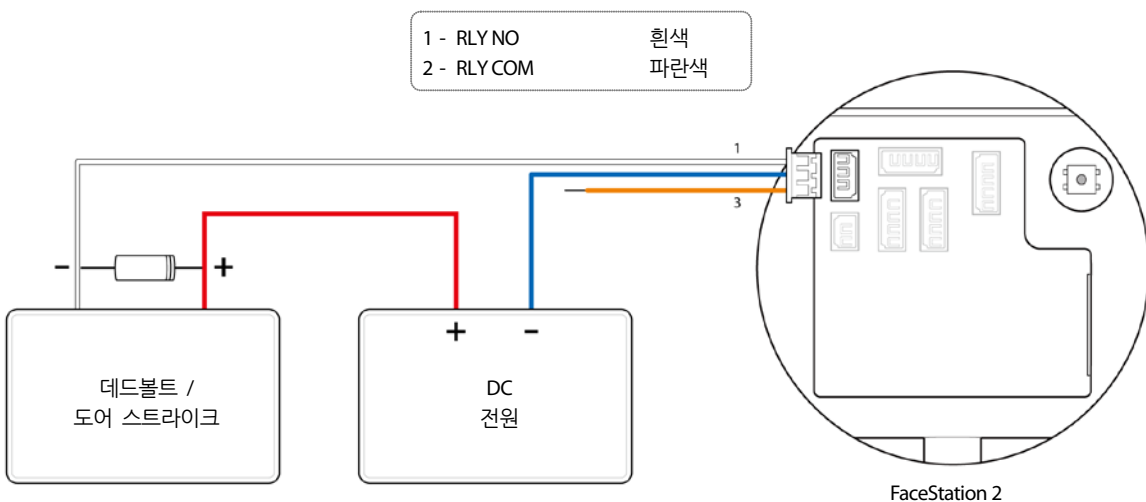 1 - RLY NO 흰색
2 - RLY COM 파란색
1
3
- +
+ -
데드볼트 /
도어 스트라이크
DC
전원
FaceStation 2